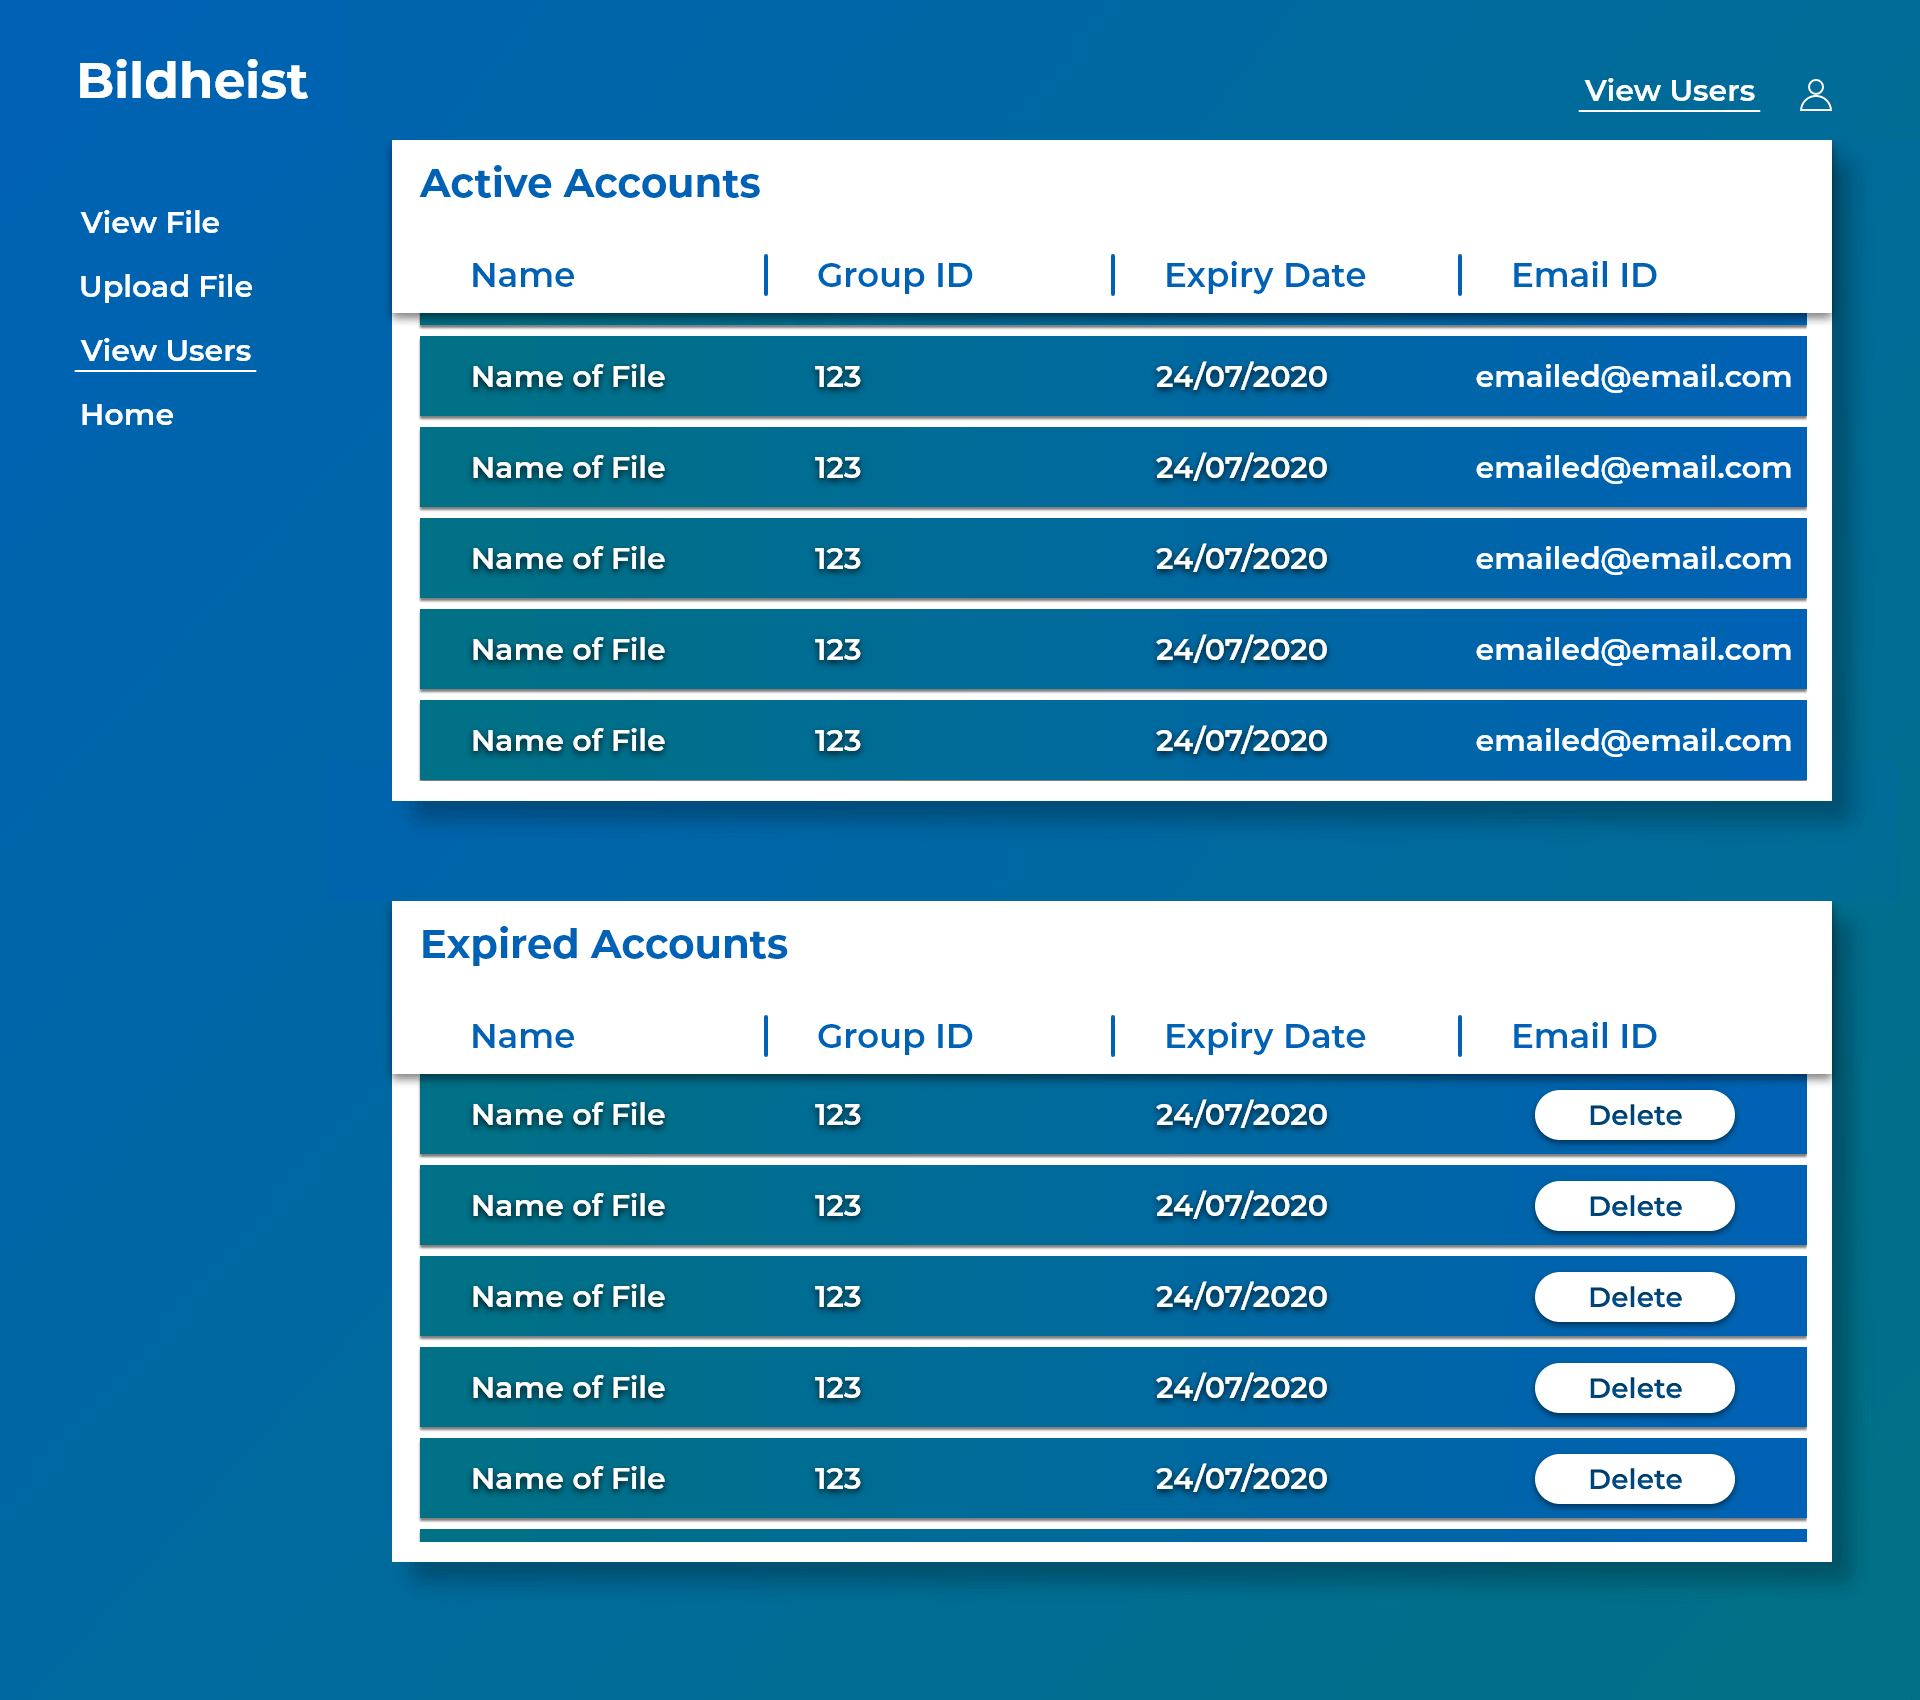 Bildheist
View Users
View File
Upload File
View Users
Home
Active Accounts
Name Group ID Expiry Date Email ID
Name of File 123 24/07/2020 emailed@email.com
Name of File 123 24/07/2020 emailed@email.com
Name of File 123 24/07/2020 emailed@email.com
Name of File 123 24/07/2020 emailed@email.com
Name of File 123 24/07/2020 emailed@email.com
Expired Accounts
Name Group ID Expiry Date Email ID
Name of File 123 24/07/2020 Delete
Name of File 123 24/07/2020 Delete
Name of File 123 24/07/2020 Delete
Name of File 123 24/07/2020 Delete
Name of File 123 24/07/2020 Delete